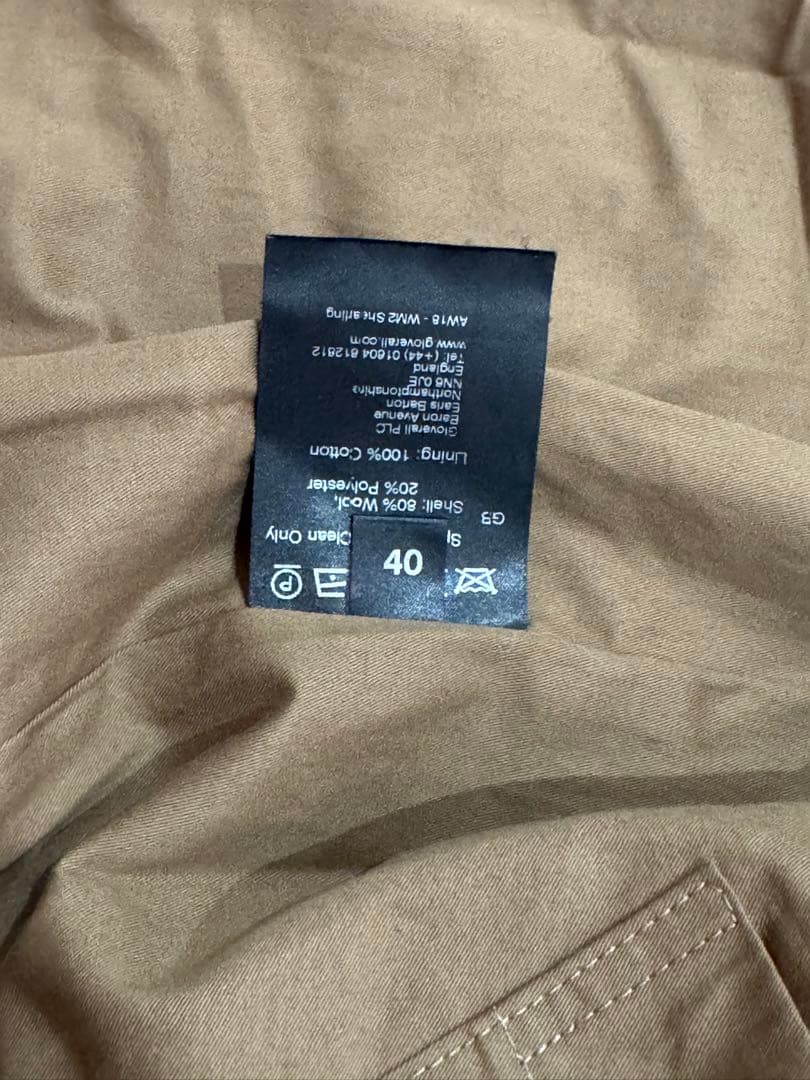 40
Sp Clean Only
GB
Shell: 80% Wool,
20% Polyester
Lining: 100% Cotton
Gloverall PLC
Baron Avenue
Earls Barton
Northamptonshire
NN6 0JE
England
Tel: (+44) 01604 812812
www.gloverall.com
AW18 - WM2 Shearling